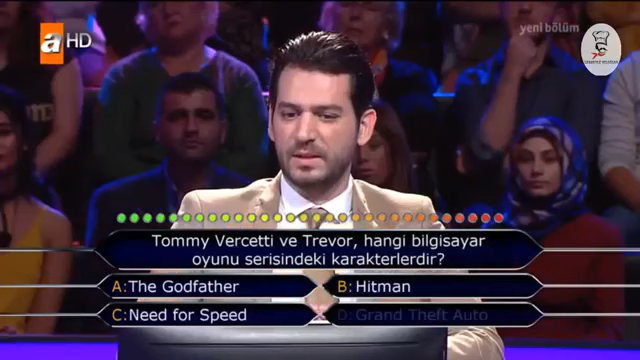 a HD
yeni bölüm
Tommy Vercetti ve Trevor, hangi bilgisayar
oyunu serisindeki karakterlerdir?
A: The Godfather
B: Hitman
C: Need for Speed
D: Grand Theft Auto